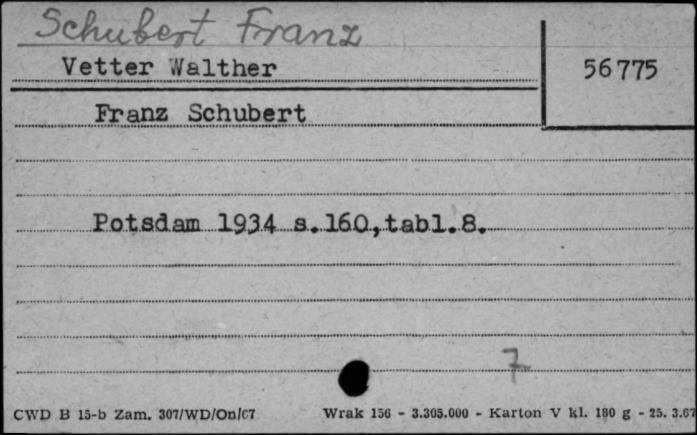 Schubert Franz
Vetter Walther
56775
Franz Schubert
Potsdam 1934 s.160,tabl.8.
7
CWD B 15-b Zam. 307/WD/On/67 Wrak 156 - 3.305.000 - Karton V kl. 180 g - 25. 3.67